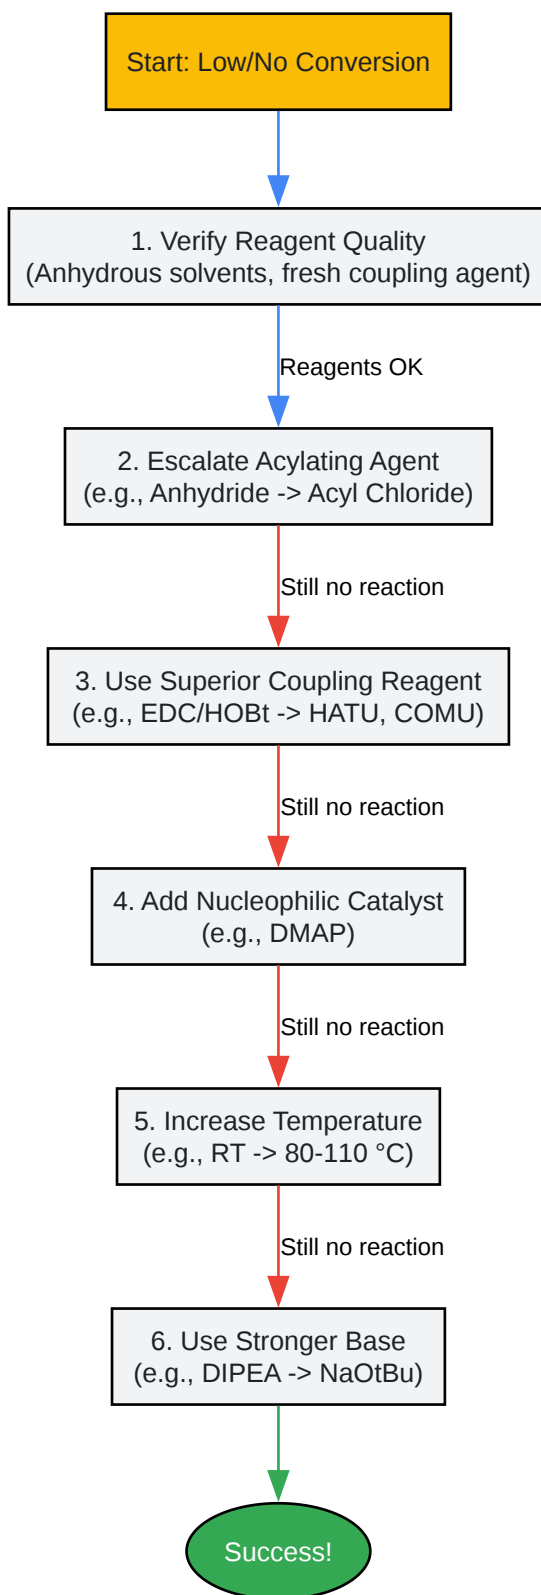 Start: Low/No Conversion
1. Verify Reagent Quality
(Anhydrous solvents, fresh coupling agent)
Reagents OK
2. Escalate Acylating Agent
(e.g., Anhydride -> Acyl Chloride)
Still no reaction
3. Use Superior Coupling Reagent
(e.g., EDC/HOBt -> HATU, COMU)
Still no reaction
4. Add Nucleophilic Catalyst
(e.g., DMAP)
Still no reaction
5. Increase Temperature
(e.g., RT -> 80-110 °C)
Still no reaction
6. Use Stronger Base
(e.g., DIPEA -> NaOtBu)
Success!